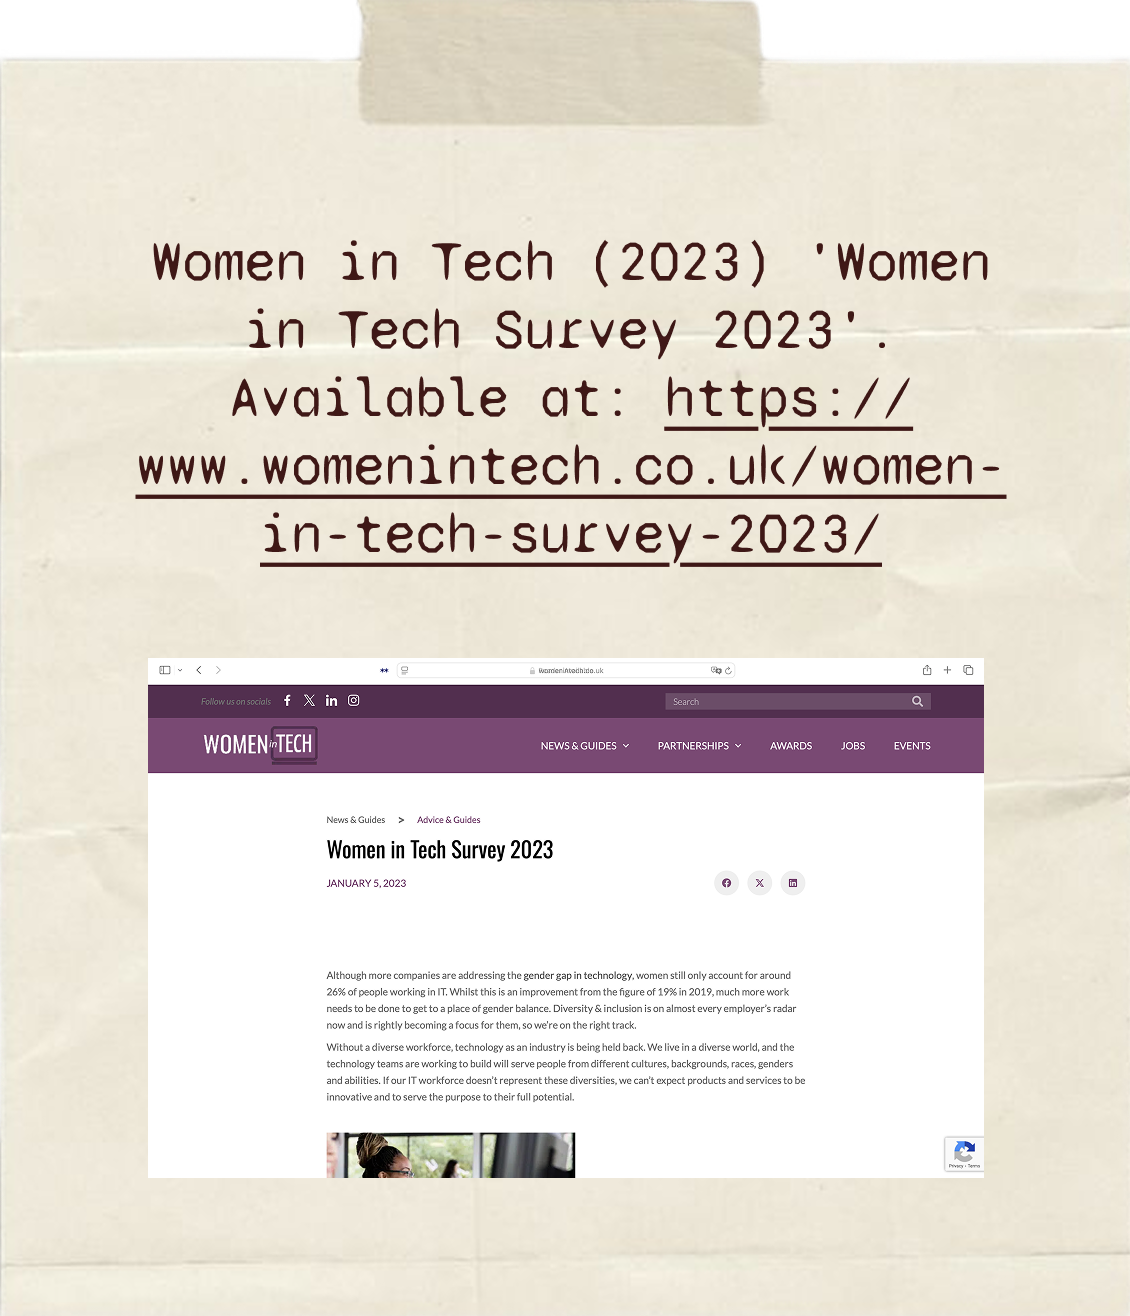 Women in Tech (2023) 'Women
in Tech Survey 2023'.
Available at: https://
www.womenintech.co.uk/women-
in-tech-survey-2023/
Follow us on socials
Search
WOMEN in TECH
NEWS & GUIDES
PARTNERSHIPS
AWARDS
JOBS
EVENTS
News & Guides > Advice & Guides
Women in Tech Survey 2023
JANUARY 5, 2023
Although more companies are addressing the gender gap in technology, women still only account for around
26% of people working in IT. Whilst this is an improvement from the figure of 19% in 2019, much more work
needs to be done to get to a place of gender balance. Diversity & inclusion is on almost every employer's radar
now and is rightly becoming a focus for them, so we're on the right track.
Without a diverse workforce, technology as an industry is being held back. We live in a diverse world, and the
technology teams are working to build will serve people from different cultures, backgrounds, races, genders
and abilities. If our IT workforce doesn't represent these diversities, we can't expect products and services to be
innovative and to serve the purpose to their full potential.
Privacy - Terms